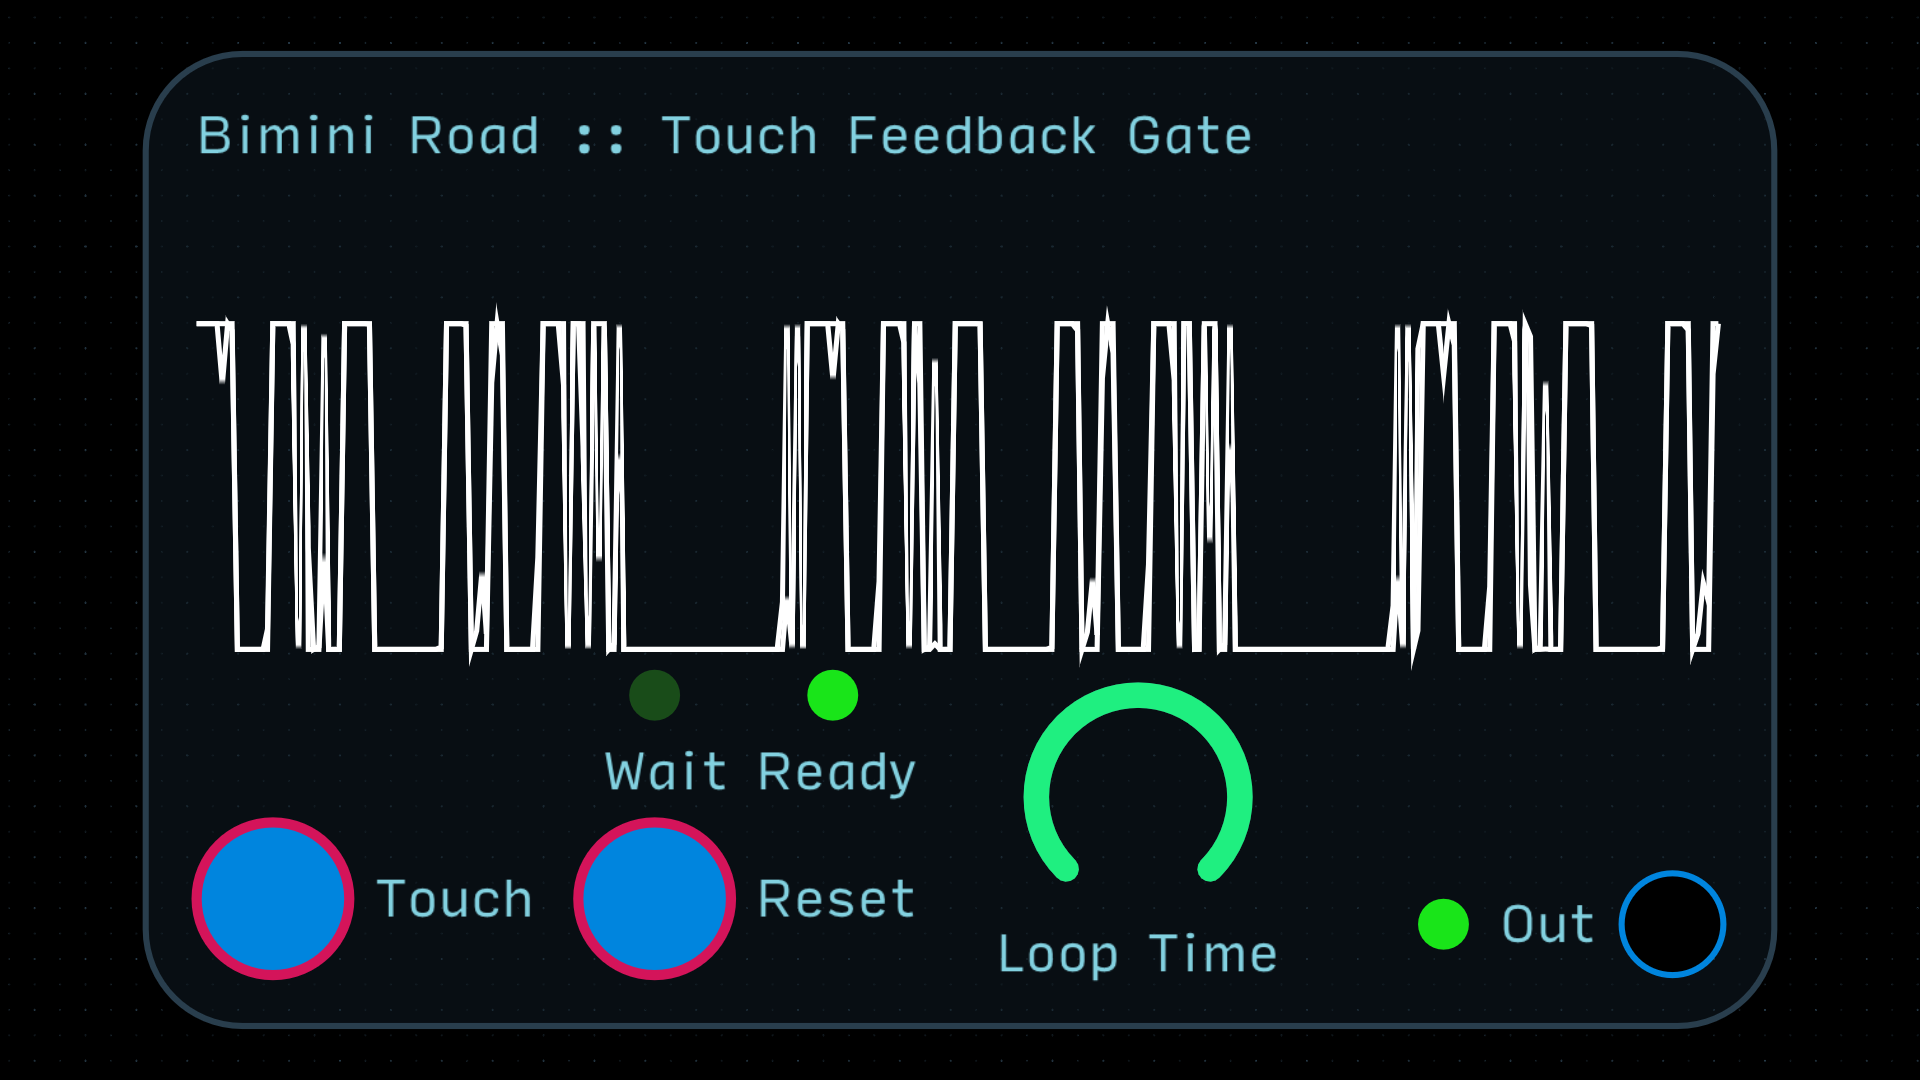 Bimini Road :: Touch Feedback Gate
Wait Ready
Touch
Reset
Loop Time
Out